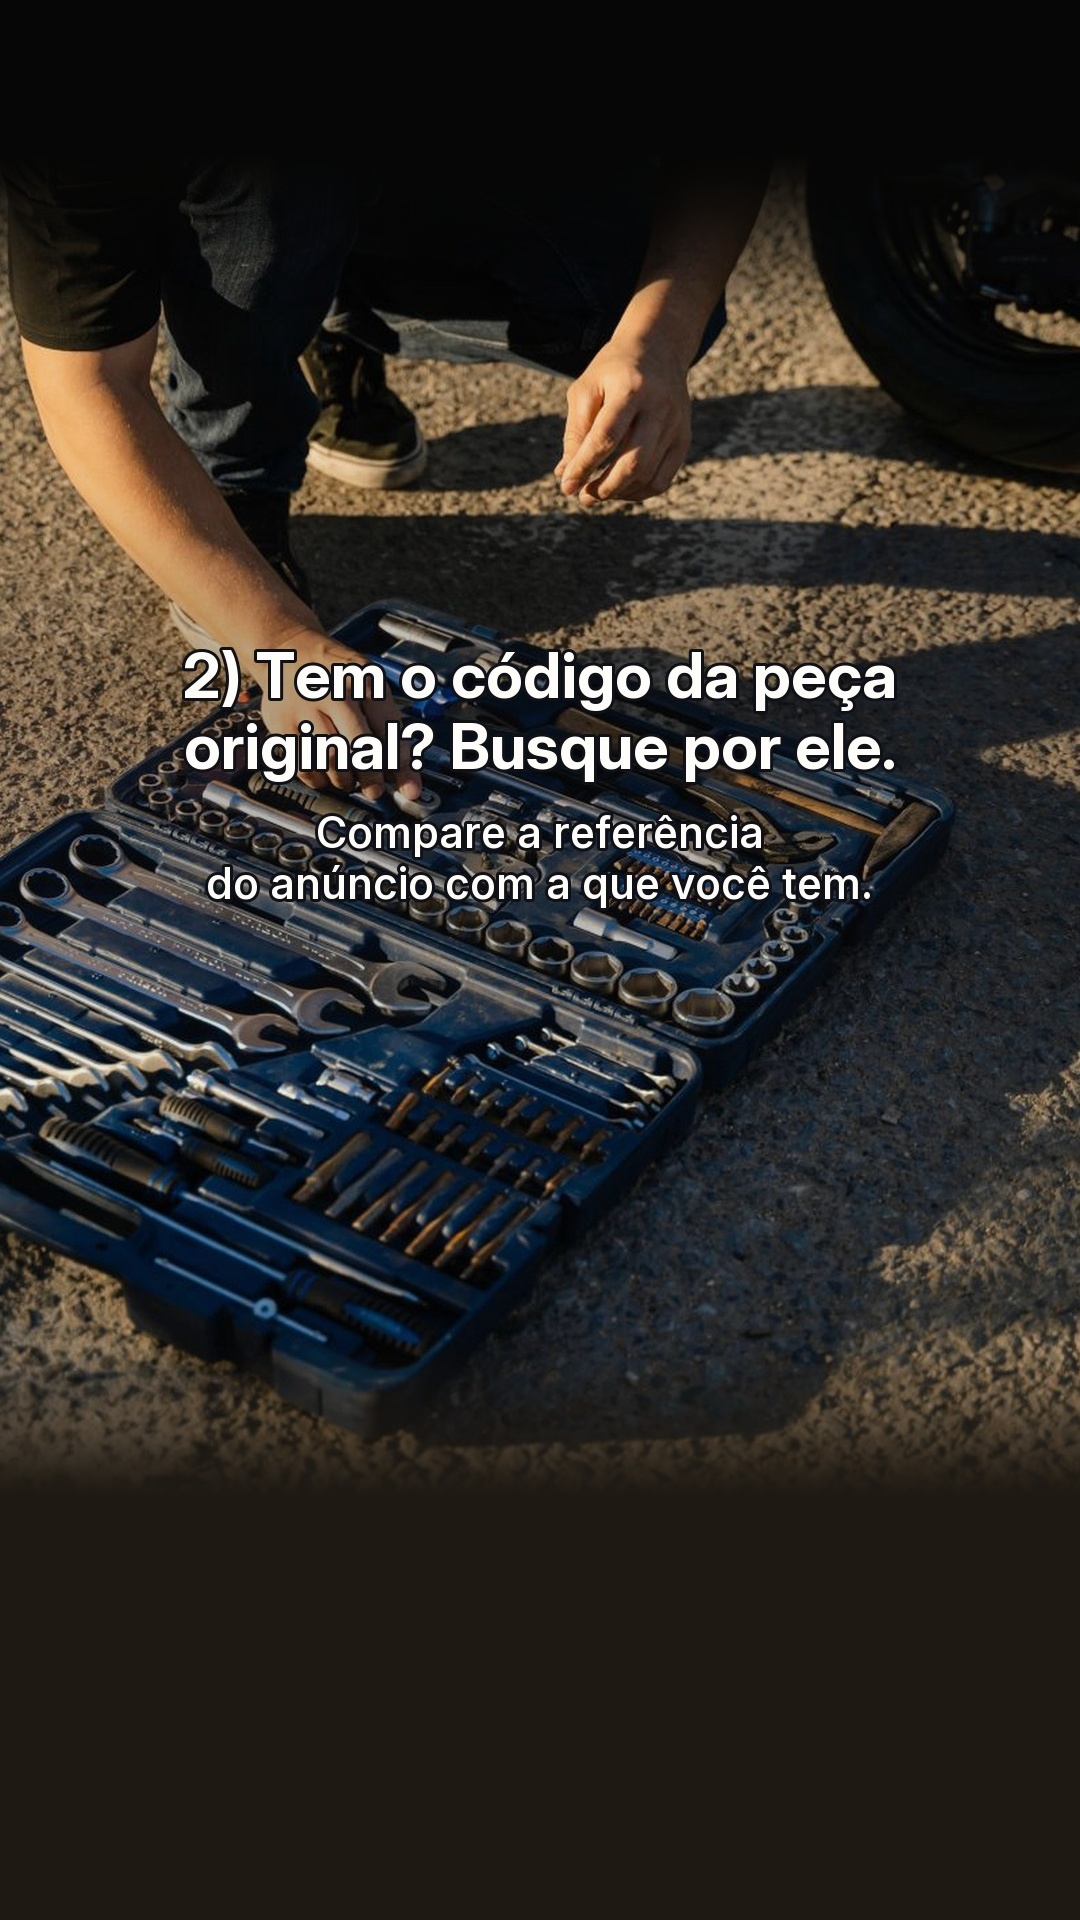 2) Tem o código da peça
original? Busque por ele.
Compare a referência
do anúncio com a que você tem.